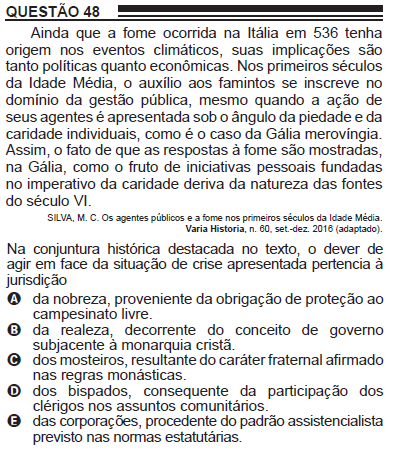 QUESTÃO 48
Ainda que a fome ocorrida na Itália em 536 tenha
origem nos eventos climáticos, suas implicações são
tanto políticas quanto econômicas. Nos primeiros séculos
da Idade Média, o auxílio aos famintos se inscreve no
domínio da gestão pública, mesmo quando a ação de
seus agentes é apresentada sob o ângulo da piedade e da
caridade individuais, como é o caso da Gália merovíngia.
Assim, o fato de que as respostas à fome são mostradas,
na Gália, como o fruto de iniciativas pessoais fundadas
no imperativo da caridade deriva da natureza das fontes
do século VI.
SILVA, M. C. Os agentes públicos e a fome nos primeiros séculos da Idade Média.
Varia Historia, n. 60, set.-dez. 2016 (adaptado).
Na conjuntura histórica destacada no texto, o dever de
agir em face da situação de crise apresentada pertencia à
jurisdição
A da nobreza, proveniente da obrigação de proteção ao
campesinato livre.
B da realeza, decorrente do conceito de governo
subjacente à monarquia cristã.
C dos mosteiros, resultante do caráter fraternal afirmado
nas regras monásticas.
D dos bispados, consequente da participação dos
clérigos nos assuntos comunitários.
E das corporações, procedente do padrão assistencialista
previsto nas normas estatutárias.